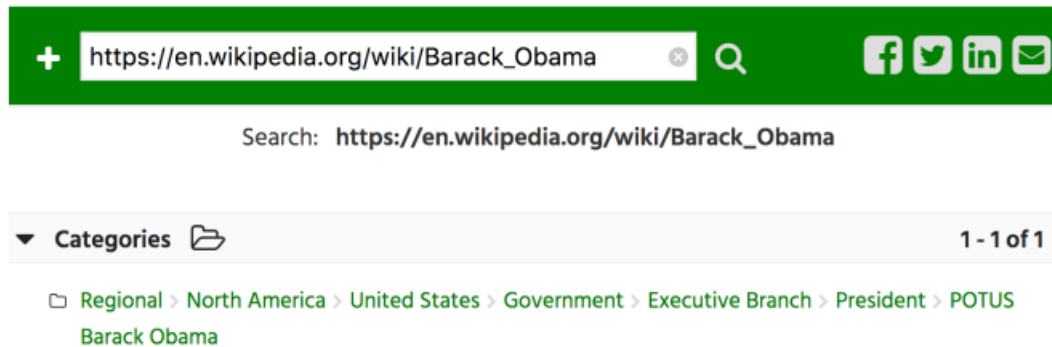 https://en.wikipedia.org/wiki/Barack_Obama
Search: https://en.wikipedia.org/wiki/Barack_Obama
Categories 1 - 1 of 1
Regional > North America > United States > Government > Executive Branch > President > POTUS
Barack Obama